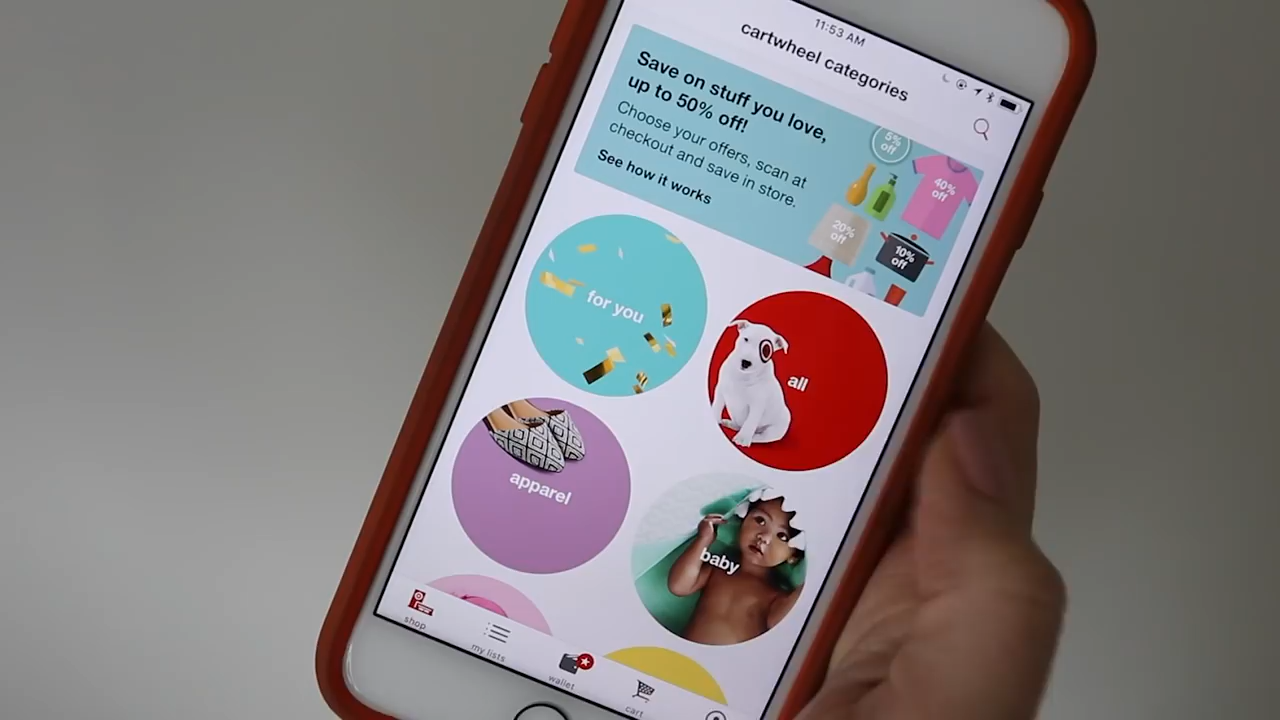 11:53 AM
cartwheel categories
Save on stuff you love,
up to 50% off!
Choose your offers, scan at
checkout and save in store.
See how it works
5%
off
40%
off
20%
off
10%
off
for you
all
apparel
baby
shop
my lists
wallet
cart